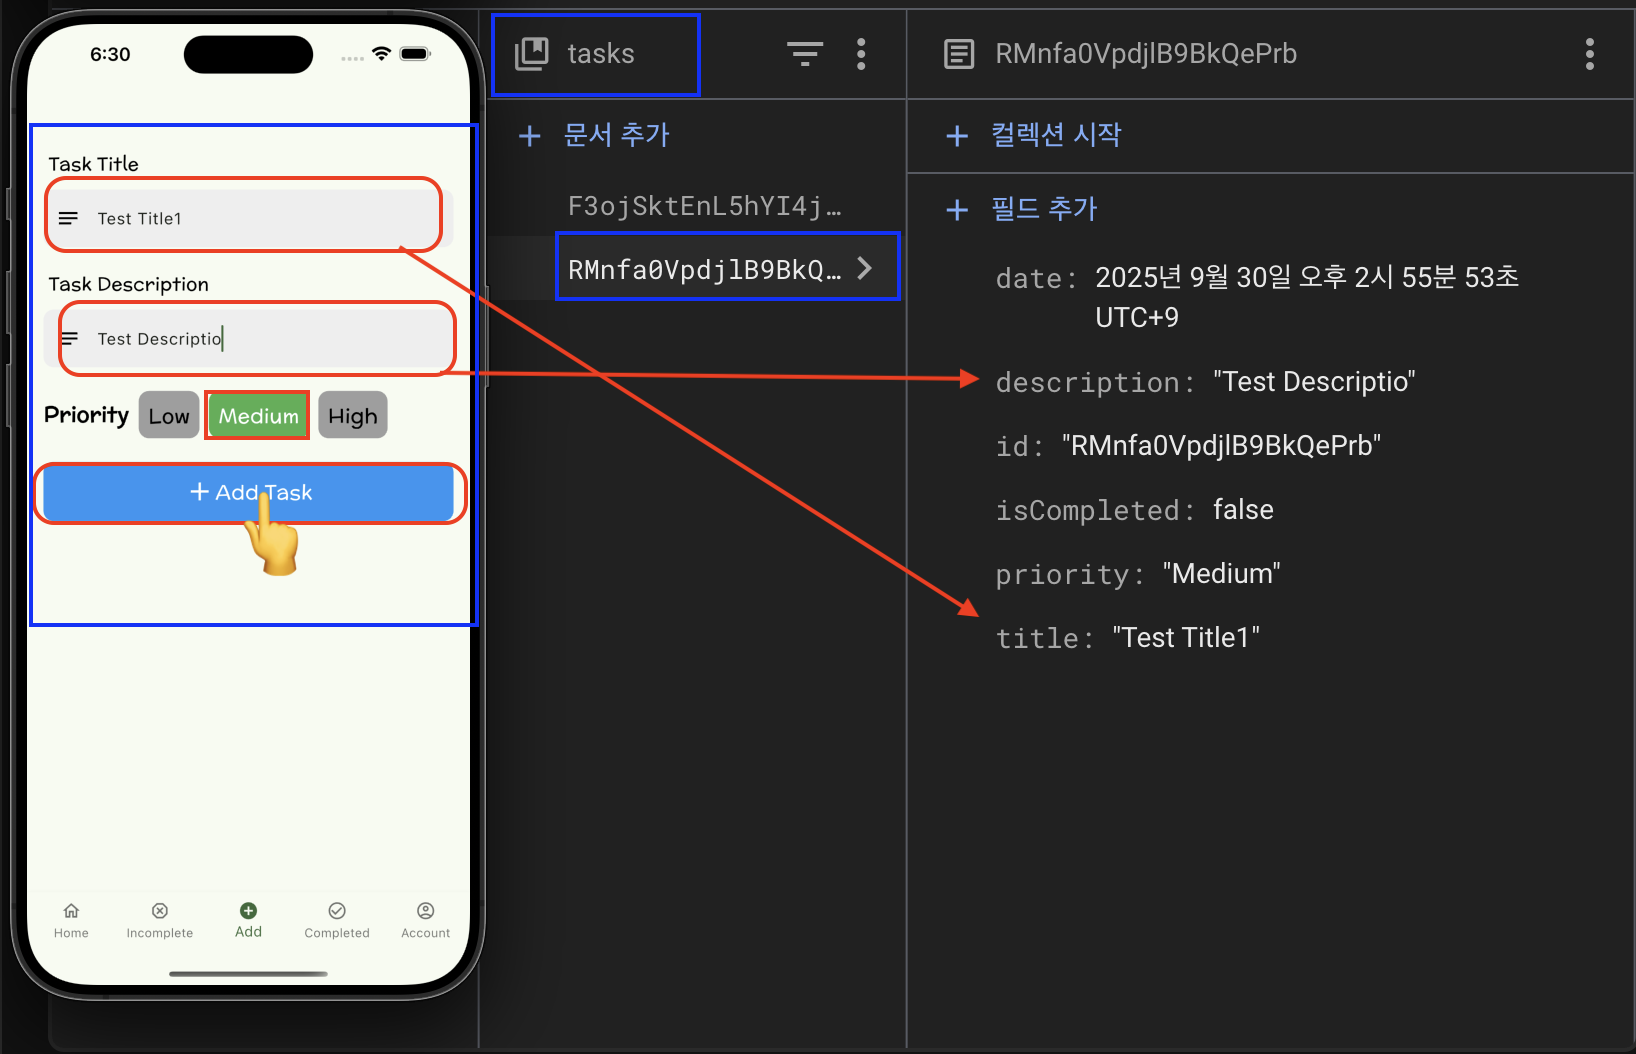 6:30
Task Title
Test Title1
Task Description
Test Descriptio
Priority Low Medium High
+ Add Task
Home Incomplete Add Completed Account
tasks
+ 문서 추가
F3ojSktEnL5hYI4j…
RMnfa0VpdjlB9BkQ…
RMnfa0VpdjlB9BkQePrb
+ 컬렉션 시작
+ 필드 추가
date: 2025년 9월 30일 오후 2시 55분 53초
UTC+9
description: "Test Descriptio"
id: "RMnfa0VpdjlB9BkQePrb"
isCompleted: false
priority: "Medium"
title: "Test Title1"